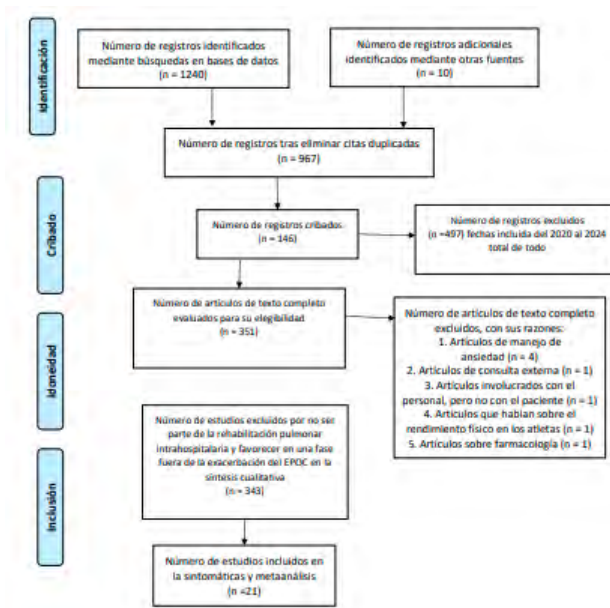 Identificación
Número de registros identificados
mediante búsquedas en bases de datos
(n = 1240)
Número de registros adicionales
identificados mediante otras fuentes
(n = 10)
Número de registros tras eliminar citas duplicadas
(n = 967)
Cribado
Número de registros cribados
(n = 146)
Número de registros excluidos
(n =497) fechas incluida del 2020 al 2024
total de todo
Idoneidad
Número de artículos de texto completo
evaluados para su elegibilidad
(n = 351)
Número de artículos de texto completo
excluidos, con sus razones:
1. Artículos de manejo de
ansiedad (n = 4)
2. Artículos de consulta externa (n = 1)
3. Artículos involucrados con el
personal, pero no con el paciente (n = 1)
4. Artículos que hablan sobre el
rendimiento físico en los atletas (n = 1)
5. Artículos sobre farmacología (n = 1)
Inclusión
Número de estudios excluidos por no ser
parte de la rehabilitación pulmonar
intrahospitalaria y favorecer en una fase
fuera de la exacerbación del EPOC en la
síntesis cualitativa
(n = 343)
Número de estudios incluidos en
la sintomáticas y metaanálisis
(n =21)